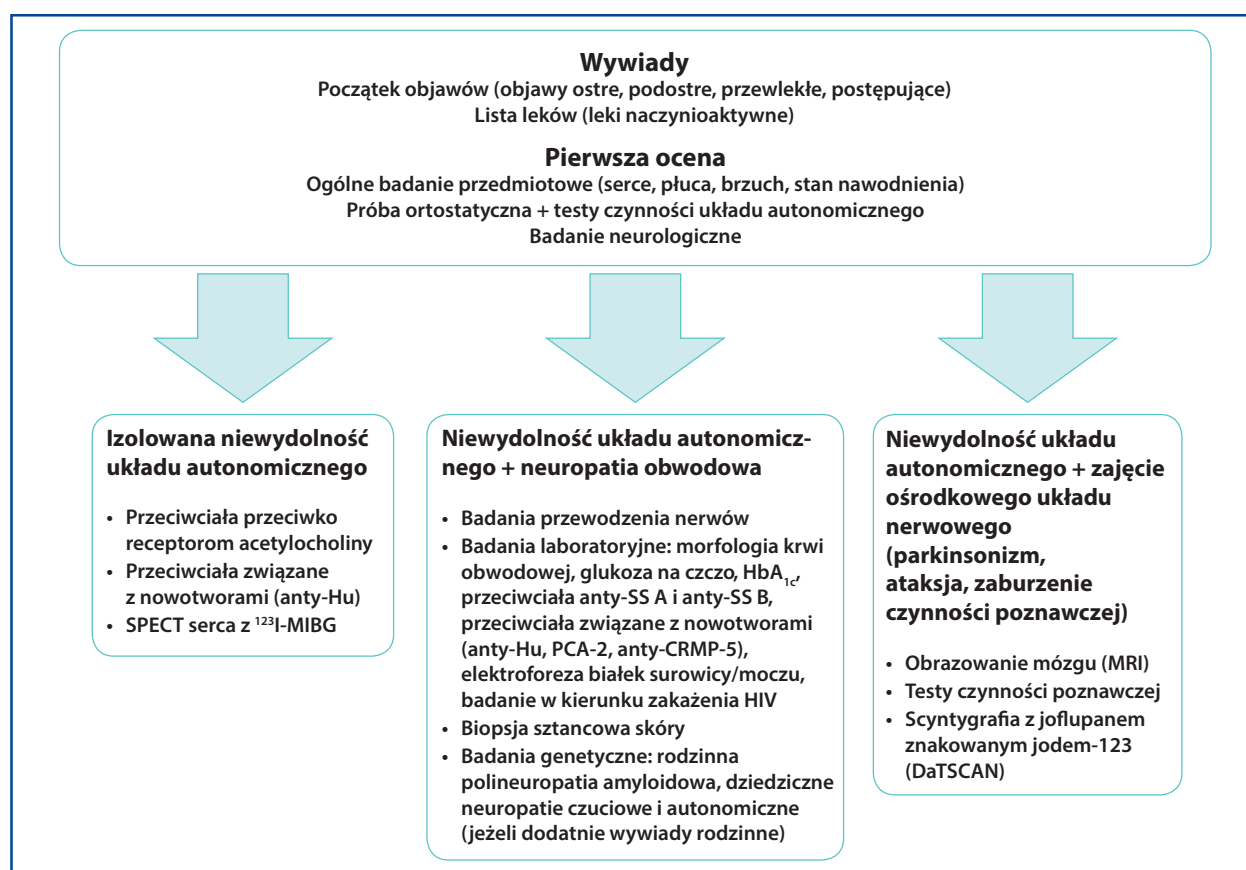 Wywiady
Początek objawów (objawy ostre, podostre, przewlekłe, postępujące)
Lista leków (leki naczynioaktywne)
Pierwsza ocena
Ogólne badanie przedmiotowe (serce, płuca, brzuch, stan nawodnienia)
Próba ortostatyczna + testy czynności układu autonomicznego
Badanie neurologiczne
Izolowana niewydolność
układu autonomicznego
• Przeciwciała przeciwko
receptorom acetylocholiny
• Przeciwciała związane
z nowotworami (anty-Hu)
• SPECT serca z ¹²³I-MIBG
Niewydolność układu autonomicz-
nego + neuropatia obwodowa
• Badania przewodzenia nerwów
• Badania laboratoryjne: morfologia krwi
obwodowej, glukoza na czczo, HbA₁c,
przeciwciała anty-SS A i anty-SS B,
przeciwciała związane z nowotworami
(anty-Hu, PCA-2, anty-CRMP-5),
elektroforeza białek surowicy/moczu,
badanie w kierunku zakażenia HIV
• Biopsja sztancowa skóry
• Badania genetyczne: rodzinna
polineuropatia amyloidowa, dziedziczne
neuropatie czuciowe i autonomiczne
(jeżeli dodatnie wywiady rodzinne)
Niewydolność układu
autonomicznego + zajęcie
ośrodkowego układu
nerwowego
(parkinsonizm,
ataksja, zaburzenie
czynności poznawczej)
• Obrazowanie mózgu (MRI)
• Testy czynności poznawczej
• Scyntygrafia z joflupanem
znakowanym jodem-123
(DaTSCAN)